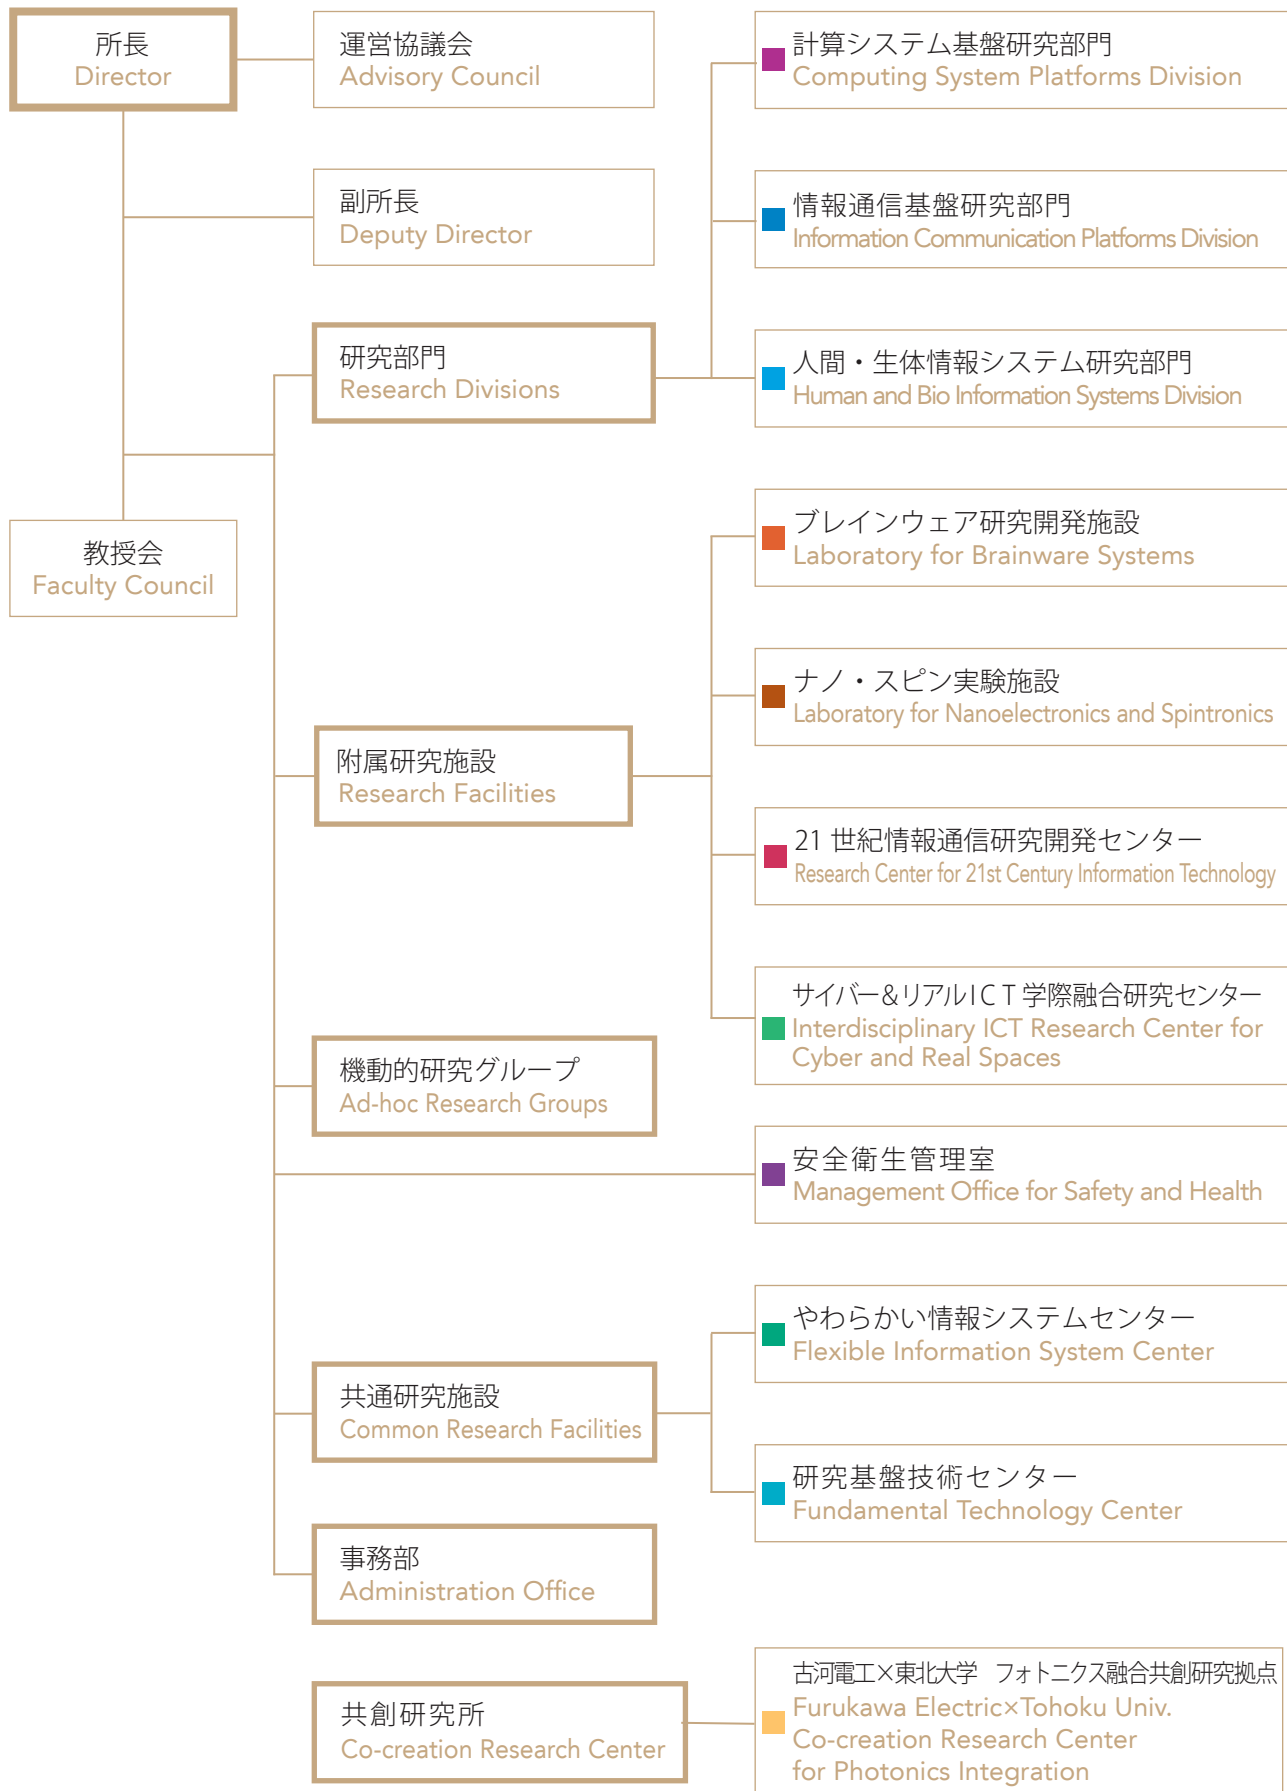 所長
Director
運営協議会
Advisory Council
計算システム基盤研究部門
Computing System Platforms Division
副所長
Deputy Director
情報通信基盤研究部門
Information Communication Platforms Division
研究部門
Research Divisions
人間・生体情報システム研究部門
Human and Bio Information Systems Division
教授会
Faculty Council
ブレインウェア研究開発施設
Laboratory for Brainware Systems
ナノ・スピン実験施設
Laboratory for Nanoelectronics and Spintronics
附属研究施設
Research Facilities
21 世紀情報通信研究開発センター
Research Center for 21st Century Information Technology
サイバー&リアルICT学際融合研究センター
Interdisciplinary ICT Research Center for
Cyber and Real Spaces
機動的研究グループ
Ad-hoc Research Groups
安全衛生管理室
Management Office for Safety and Health
やわらかい情報システムセンター
Flexible Information System Center
共通研究施設
Common Research Facilities
研究基盤技術センター
Fundamental Technology Center
事務部
Administration Office
共創研究所
Co-creation Research Center
古河電工×東北大学　フォトニクス融合共創研究拠点
Furukawa Electric×Tohoku Univ.
Co-creation Research Center
for Photonics Integration